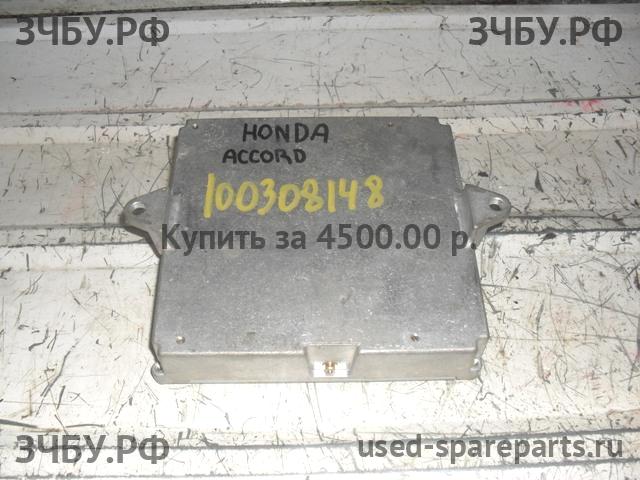 ЗЧБУ.РФ ЗЧБУ.РФ
HONDA
ACCORD
100308148
Купить за 4500.00 р.
ЗЧБУ.РФ used-spareparts.ru